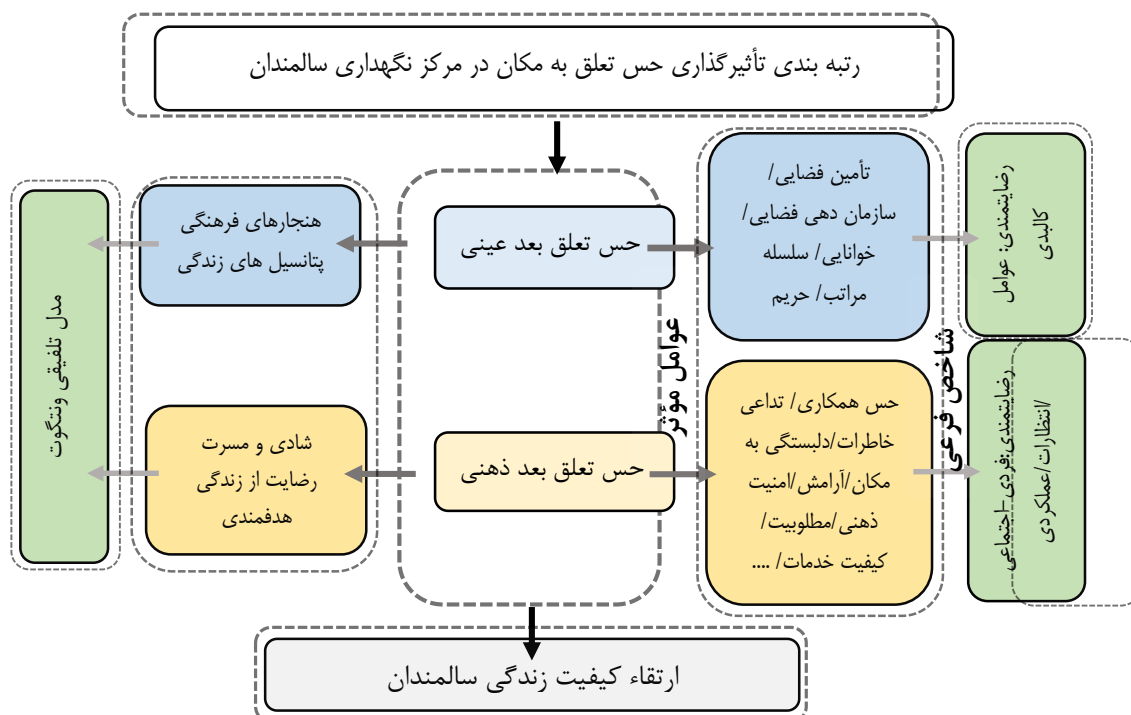 رتبه بندی تأثیرگذاری حس تعلق به مکان در مرکز نگهداری سالمندان
رضایتمندی: عوامل
کالبدی
تأمین فضایی/
سازمان دهی فضایی/
خوانایی/ سلسله
مراتب/ حریم
حس تعلق بعد عینی
هنجارهای فرهنگی
پتانسیل های زندگی
مدل تلفیقی ونتگوت
شاخص فرعی
عوامل مؤثر
رضایتمندی:فردی-اجتماعی
/انتظارات/عملکردی
حس همکاری/ تداعی
خاطرات/دلبستگی به
مکان/آرامش/امنیت
ذهنی/مطلوبیت/
کیفیت خدمات/ ....
حس تعلق بعد ذهنی
شادی و مسرت
رضایت از زندگی
هدفمندی
ارتقاء کیفیت زندگی سالمندان